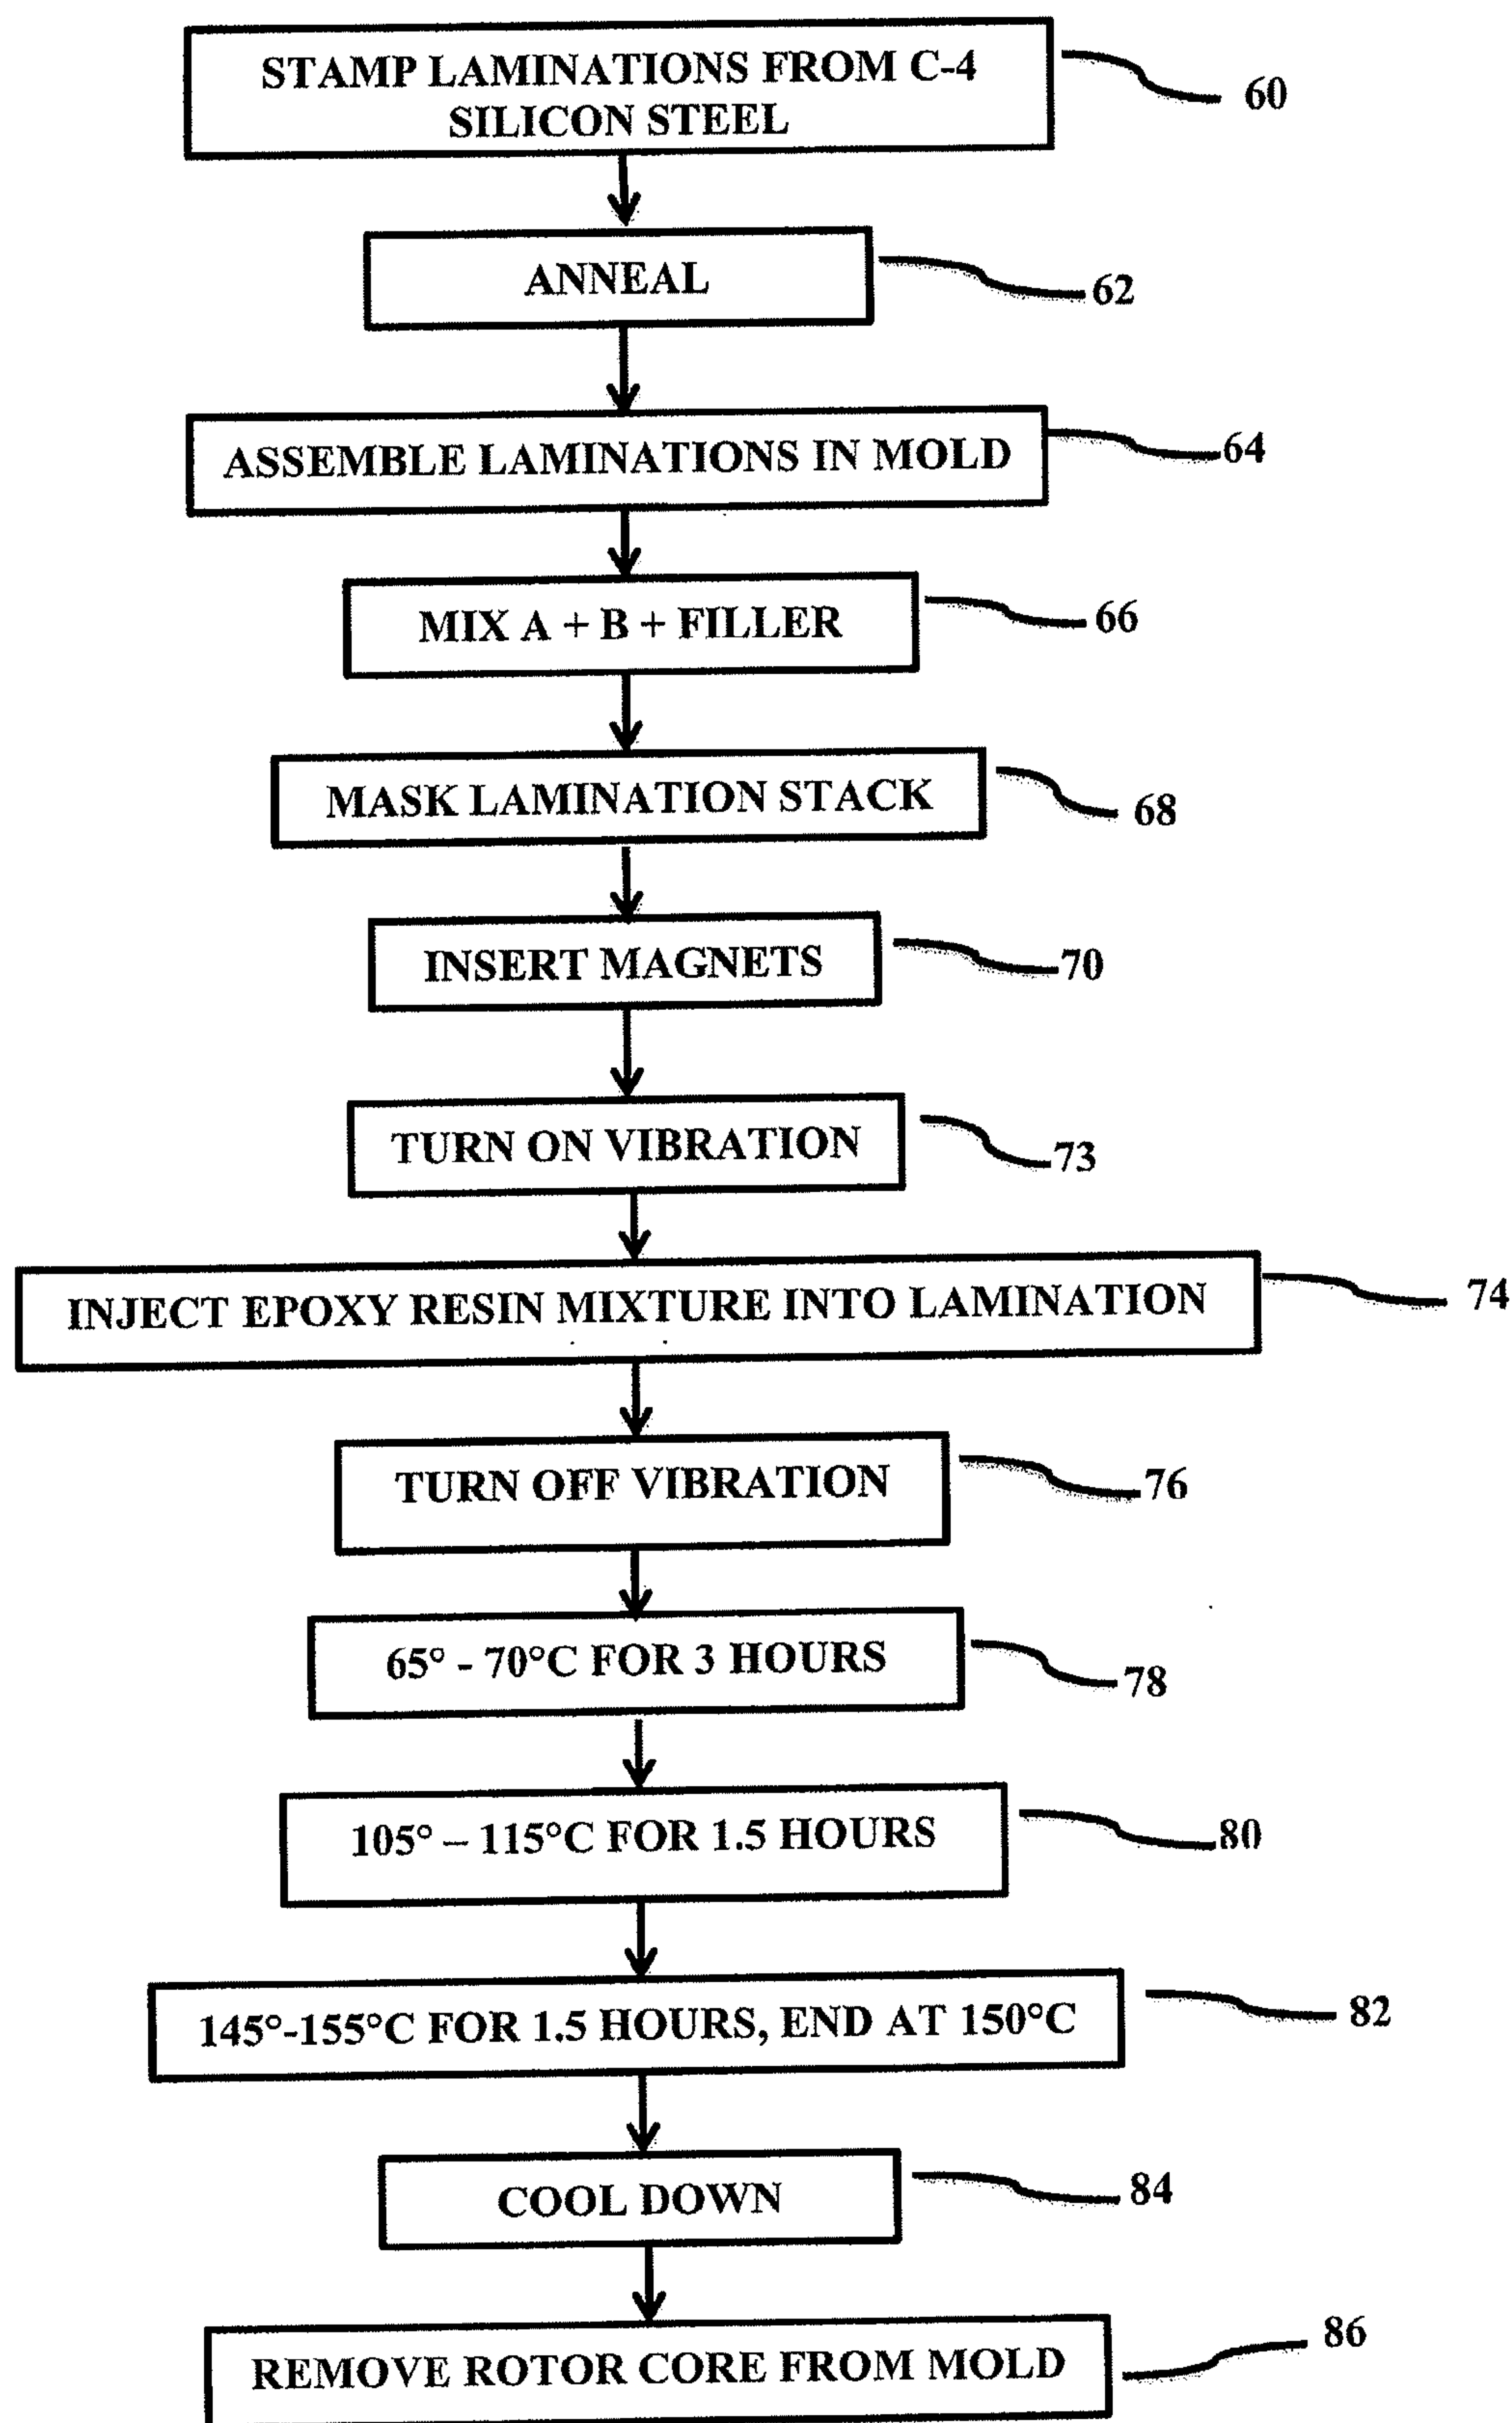 STAMP LAMINATIONS FROM C-4
SILICON STEEL
60
ANNEAL
62
ASSEMBLE LAMINATIONS IN MOLD
64
MIX A + B + FILLER
66
MASK LAMINATION STACK
68
INSERT MAGNETS
70
TURN ON VIBRATION
73
INJECT EPOXY RESIN MIXTURE INTO LAMINATION
74
TURN OFF VIBRATION
76
65° - 70°C FOR 3 HOURS
78
105° – 115°C FOR 1.5 HOURS
80
145°-155°C FOR 1.5 HOURS, END AT 150°C
82
COOL DOWN
84
REMOVE ROTOR CORE FROM MOLD
86